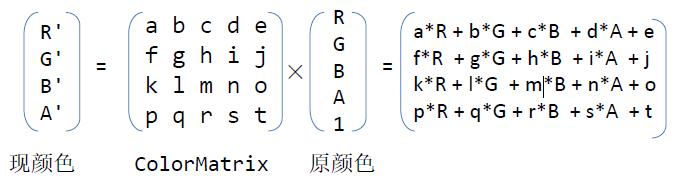 R' = a b c d e × R = a*R + b*G + c*B + d*A + e
G' f g h i j G f*R + g*G + h*B + i*A + j
B' k l m n o B k*R + l*G + m*B + n*A + o
A' p q r s t A p*R + q*G + r*B + s*A + t
1
现颜色 ColorMatrix 原颜色